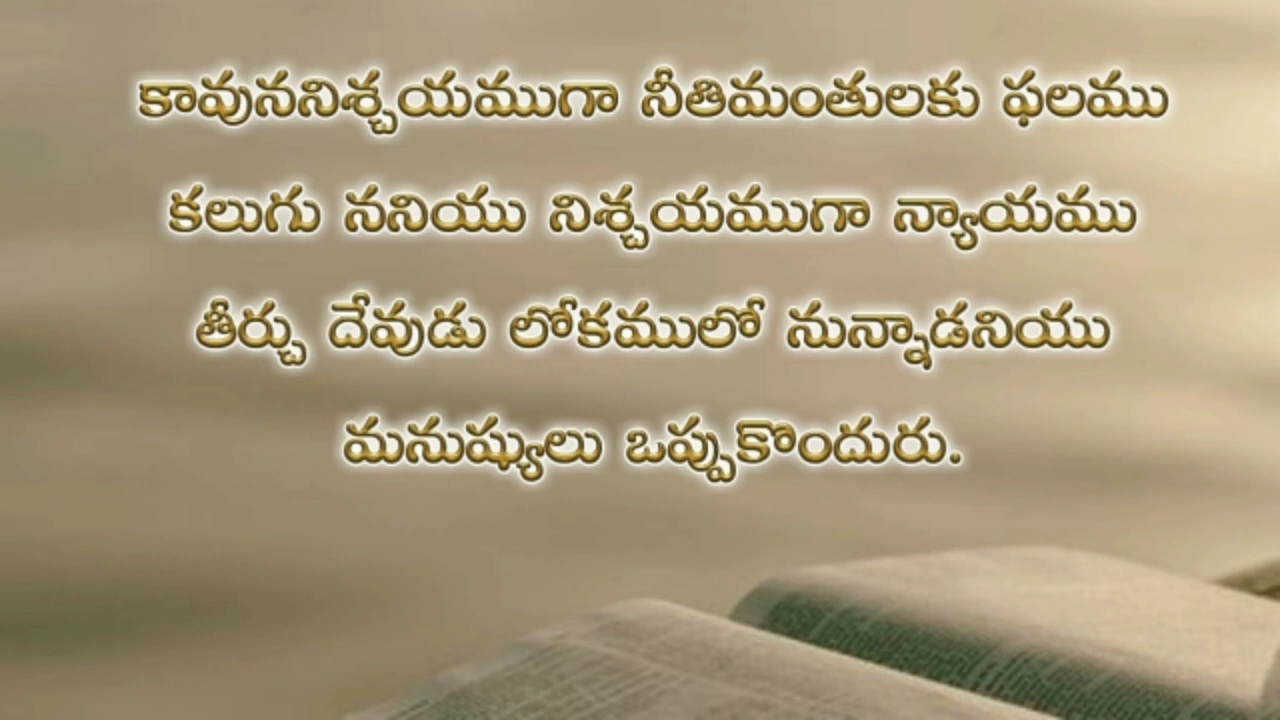 కావుననిశ్చయముగా నీతిమంతులకు ఫలము
కలుగు ననియు నిశ్చయముగా న్యాయము
తీర్చు దేవుడు లోకములో నున్నాడనియు
మనుష్యులు ఒప్పుకొందురు.